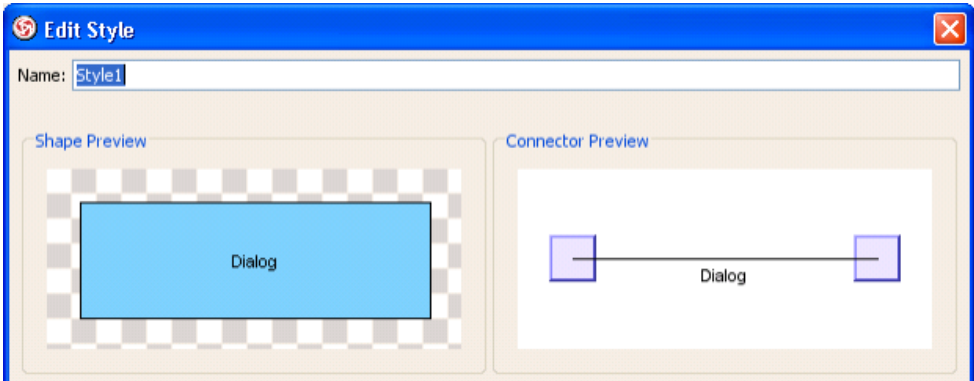 Edit Style
Name: Style1
Shape Preview
Connector Preview
Dialog
Dialog